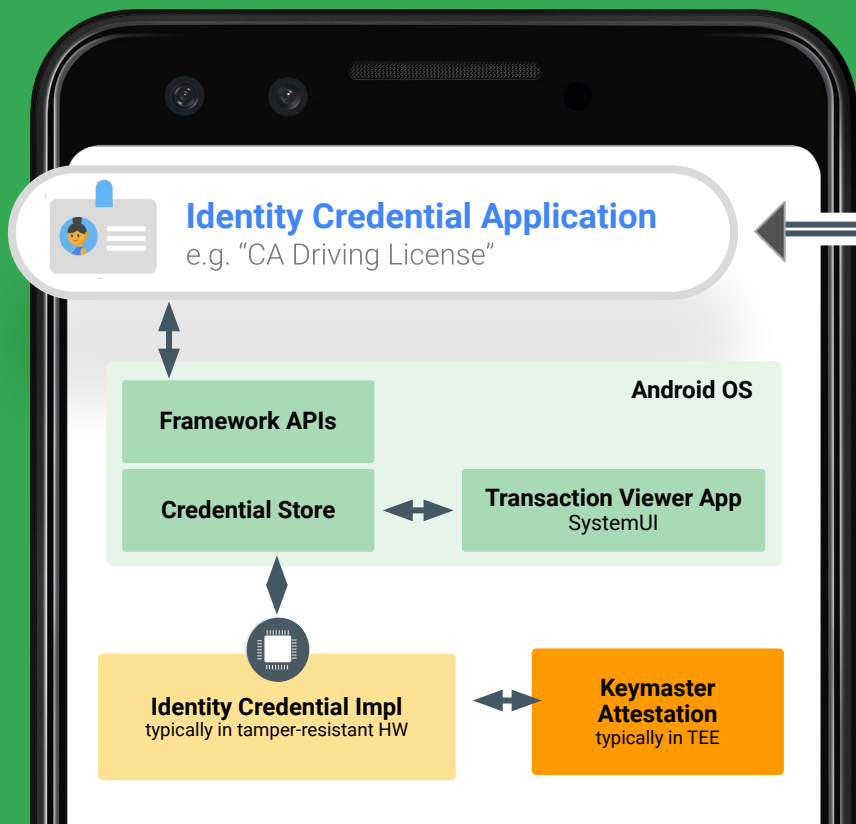 Identity Credential Application
e.g. “CA Driving License”
Android OS
Framework APIs
Credential Store
Transaction Viewer App
SystemUI
Identity Credential Impl
typically in tamper-resistant HW
Keymaster
Attestation
typically in TEE